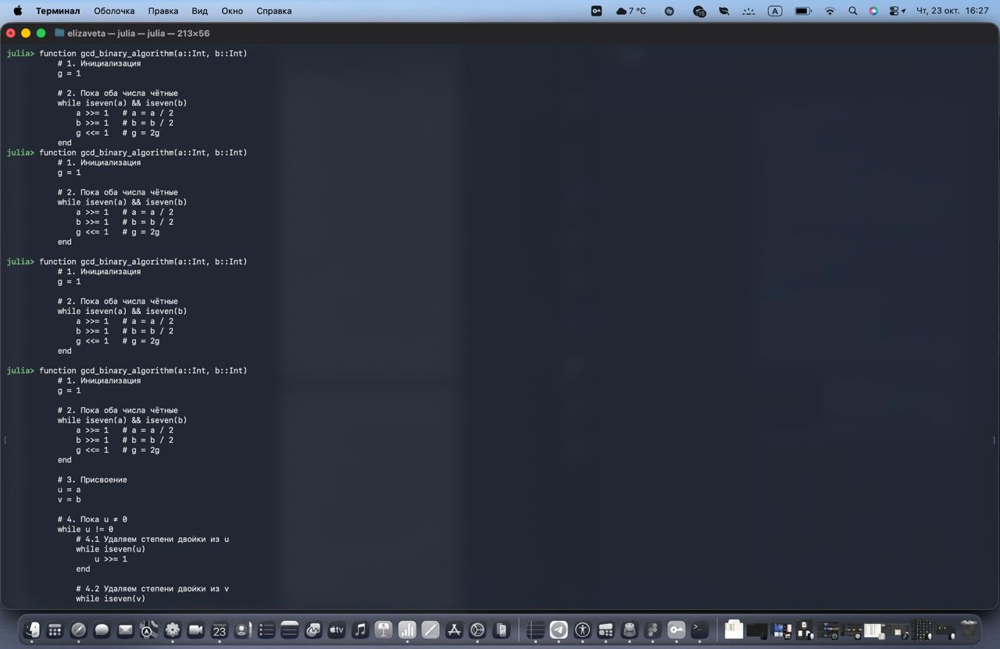 Терминал Оболочка Правка Вид Окно Справка 7 °C A Чт, 23 окт. 16:27
elizaveta — julia — julia — 213×56
julia> function gcd_binary_algorithm(a::Int, b::Int)
# 1. Инициализация
g = 1
# 2. Пока оба числа чётные
while iseven(a) && iseven(b)
a >>= 1 # a = a / 2
b >>= 1 # b = b / 2
g <<= 1 # g = 2g
end
julia> function gcd_binary_algorithm(a::Int, b::Int)
# 1. Инициализация
g = 1
# 2. Пока оба числа чётные
while iseven(a) && iseven(b)
a >>= 1 # a = a / 2
b >>= 1 # b = b / 2
g <<= 1 # g = 2g
end
julia> function gcd_binary_algorithm(a::Int, b::Int)
# 1. Инициализация
g = 1
# 2. Пока оба числа чётные
while iseven(a) && iseven(b)
a >>= 1 # a = a / 2
b >>= 1 # b = b / 2
g <<= 1 # g = 2g
end
julia> function gcd_binary_algorithm(a::Int, b::Int)
# 1. Инициализация
g = 1
# 2. Пока оба числа чётные
while iseven(a) && iseven(b)
a >>= 1 # a = a / 2
b >>= 1 # b = b / 2
g <<= 1 # g = 2g
end
# 3. Присвоение
u = a
v = b
# 4. Пока u ≠ 0
while u != 0
# 4.1 Удаляем степени двойки из u
while iseven(u)
u >>= 1
end
# 4.2 Удаляем степени двойки из v
while iseven(v)
23 tv >_